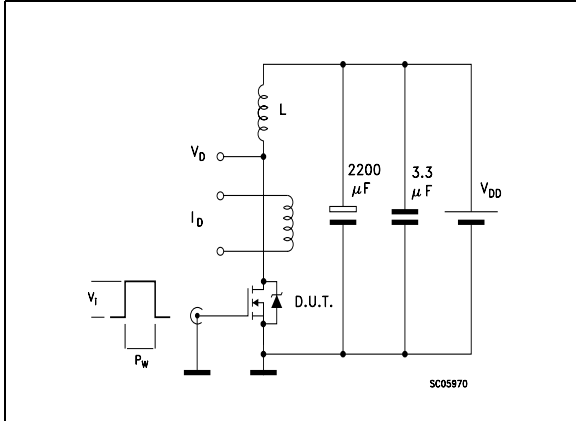 L
V_D
2200
μF
3.3
μF
V_DD
I_D
V_i
D.U.T.
P_W
SC05970